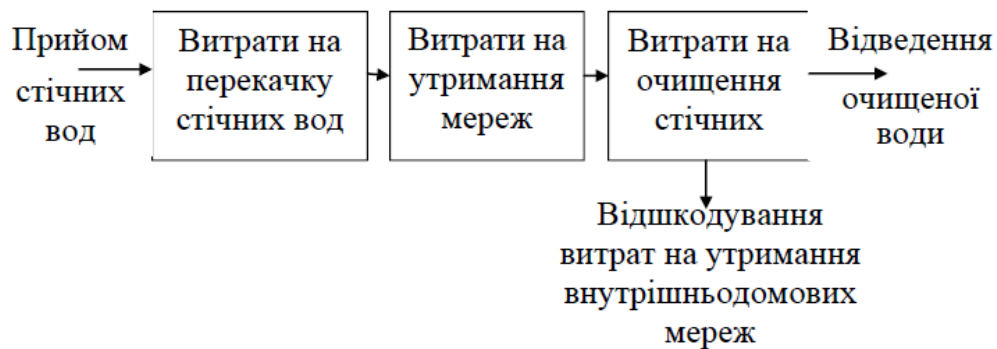 Прийом
стічних
вод
Витрати на
перекачку
стічних вод
Витрати на
утримання
мереж
Витрати на
очищення
стічних
Відведення
очищеної
води
Відшкодування
витрат на утримання
внутрішньодомових
мереж